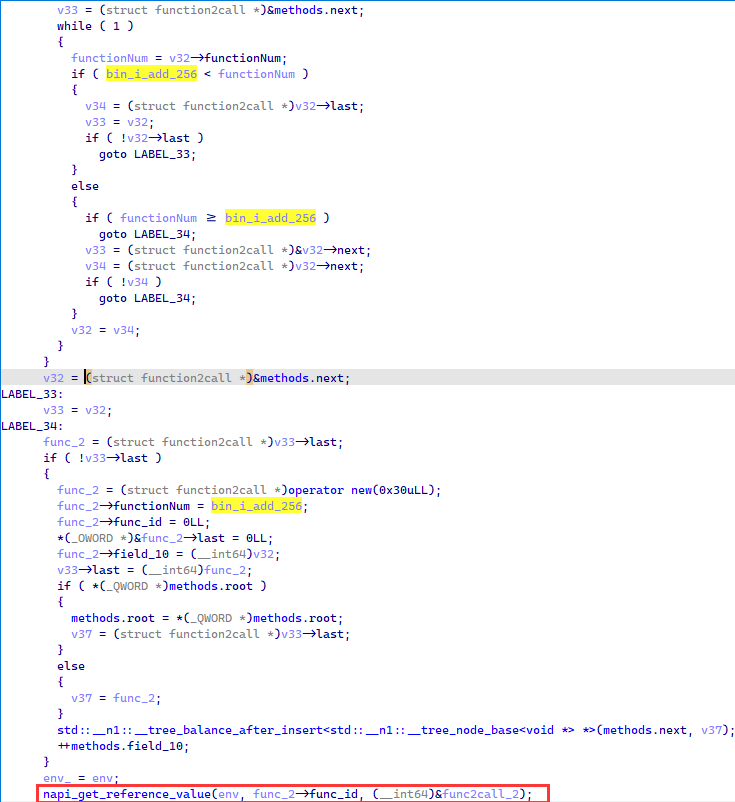 v33 = (struct function2call *)&methods.next;
while ( 1 )
{
functionNum = v32->functionNum;
if ( bin_i_add_256 < functionNum )
{
v34 = (struct function2call *)v32->last;
v33 = v32;
if ( !v32->last )
goto LABEL_33;
}
else
{
if ( functionNum ≥ bin_i_add_256 )
goto LABEL_34;
v33 = (struct function2call *)&v32->next;
v34 = (struct function2call *)v32->next;
if ( !v34 )
goto LABEL_34;
}
v32 = v34;
}
}
v32 = (struct function2call *)&methods.next;
LABEL_33:
v33 = v32;
LABEL_34:
func_2 = (struct function2call *)v33->last;
if ( !v33->last )
{
func_2 = (struct function2call *)operator new(0x30uLL);
func_2->functionNum = bin_i_add_256;
func_2->func_id = 0LL;
*(_OWORD *)&func_2->last = 0LL;
func_2->field_10 = (__int64)v32;
v33->last = (__int64)func_2;
if ( *(_QWORD *)methods.root )
{
methods.root = *(_QWORD *)methods.root;
v37 = (struct function2call *)v33->last;
}
else
{
v37 = func_2;
}
std::__n1::__tree_balance_after_insert<std::__n1::__tree_node_base<void *> *>(methods.next, v37);
++methods.field_10;
}
env_ = env;
napi_get_reference_value(env, func_2->func_id, (__int64)&func2call_2);